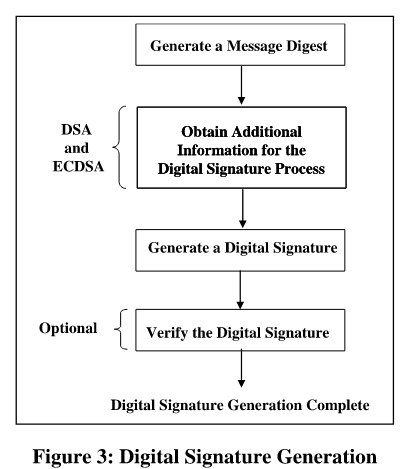 Generate a Message Digest
DSA
and
ECDSA
Obtain Additional
Information for the
Digital Signature Process
Generate a Digital Signature
Optional
Verify the Digital Signature
Digital Signature Generation Complete
Figure 3: Digital Signature Generation